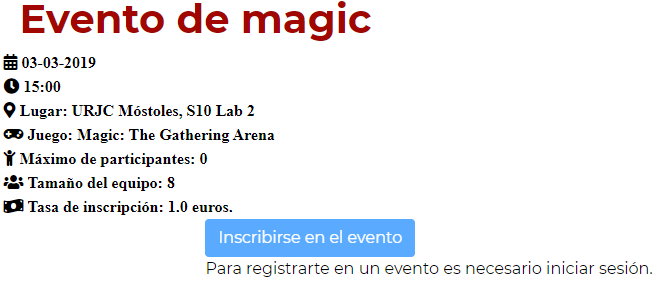 Evento de magic
03-03-2019
15:00
Lugar: URJC Móstoles, S10 Lab 2
Juego: Magic: The Gathering Arena
Máximo de participantes: 0
Tamaño del equipo: 8
Tasa de inscripción: 1.0 euros.
Inscribirse en el evento
Para registrarte en un evento es necesario iniciar sesión.